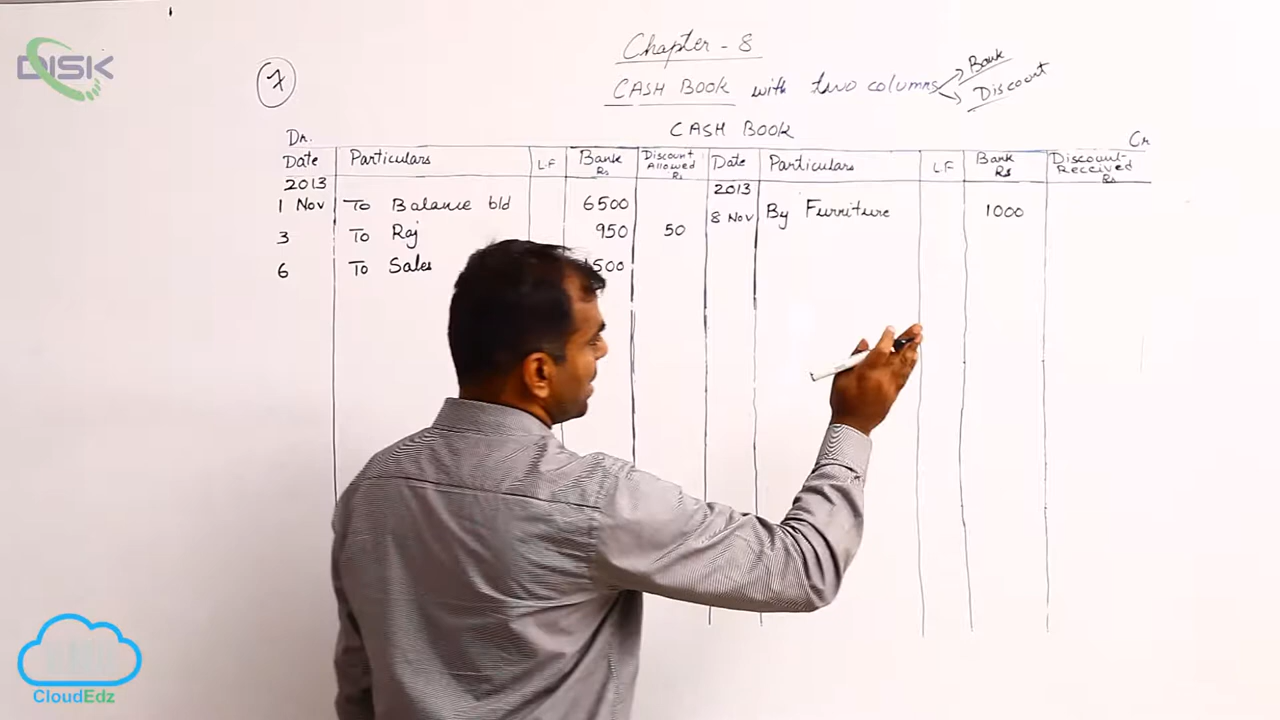 DISK
Chapter - 8
7
CASH BOOK with two columns
Bank
Discount
CASH BOOK
Dr. Cr
Date Particulars L.F Bank Rs Discount Allowed Rs Date Particulars LF Bank Rs Discount Received Rs
2013 2013
1 Nov To Balance b/d 6500 8 Nov By Furniture 1000
3 To Raj 950 50
6 To Sales 500
CloudEdz